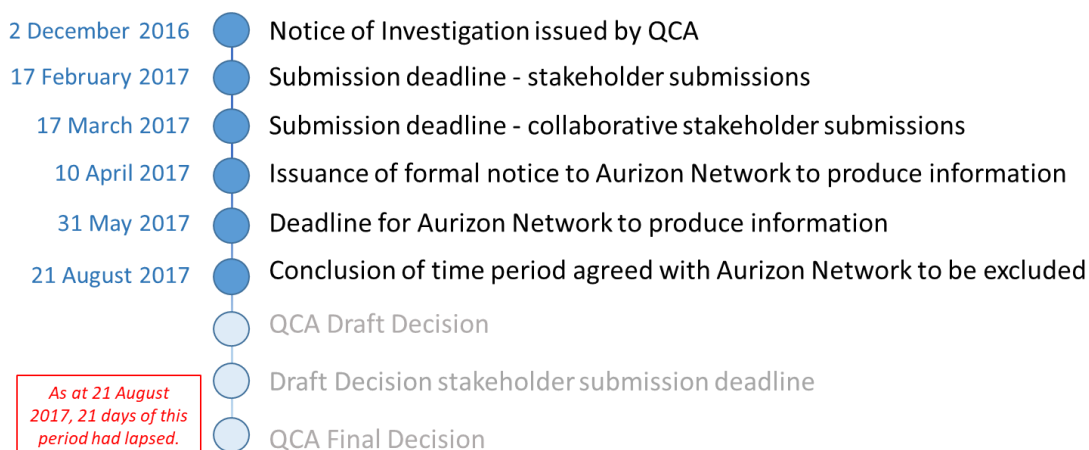 2 December 2016 Notice of Investigation issued by QCA
17 February 2017 Submission deadline - stakeholder submissions
17 March 2017 Submission deadline - collaborative stakeholder submissions
10 April 2017 Issuance of formal notice to Aurizon Network to produce information
31 May 2017 Deadline for Aurizon Network to produce information
21 August 2017 Conclusion of time period agreed with Aurizon Network to be excluded
QCA Draft Decision
Draft Decision stakeholder submission deadline
QCA Final Decision
As at 21 August
2017, 21 days of this
period had lapsed.